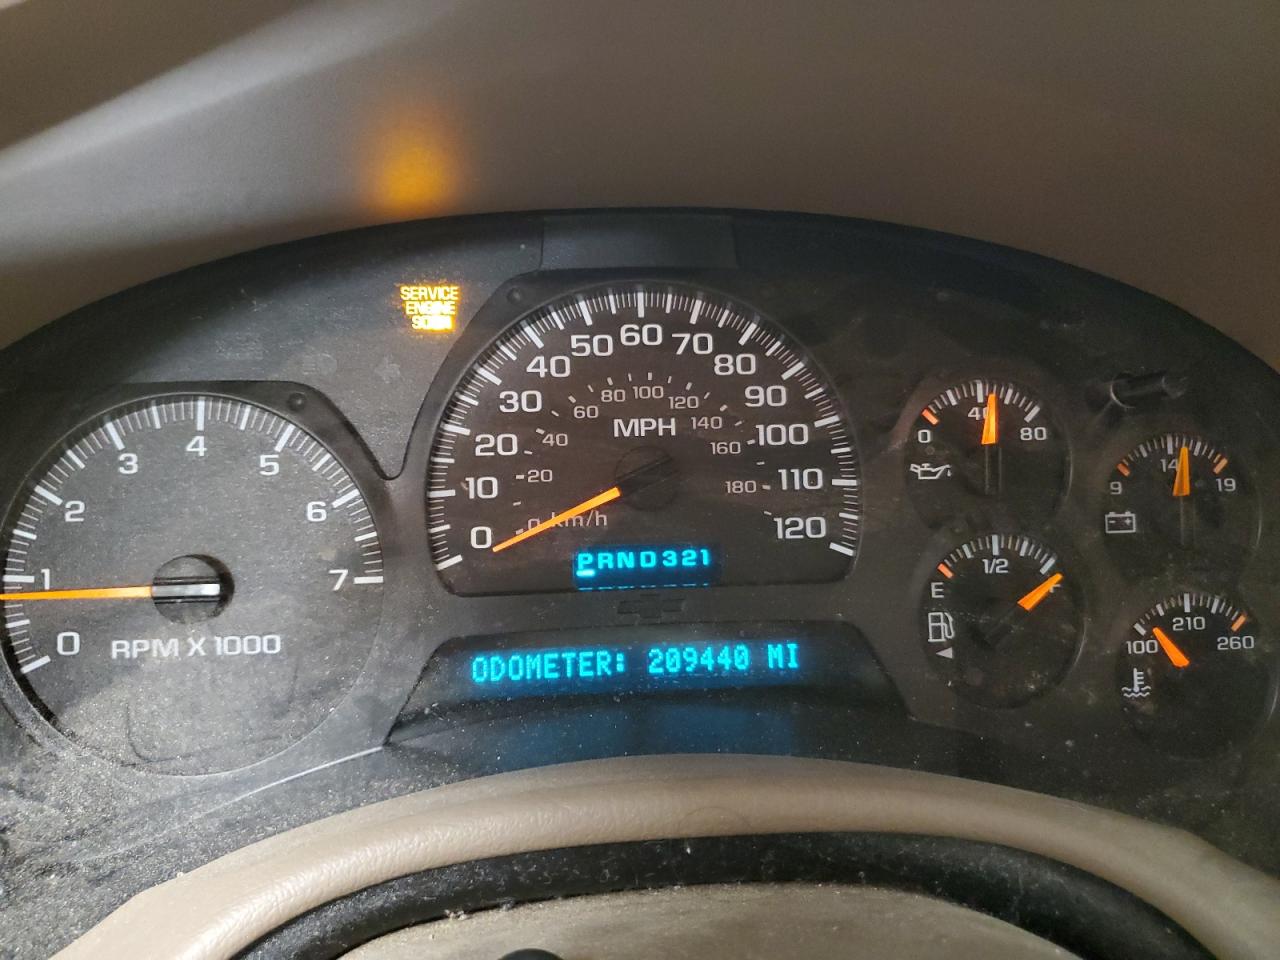 SERVICE
ENGINE
SOON
0 1 2 3 4 5 6 7
RPM X 1000
0 10 20 30 40 50 60 70 80 90 100 110 120
MPH
0 20 40 60 80 100 120 140 160 180
km/h
PRND321
ODOMETER: 209440 MI
0 40 80
9 14 19
E 1/2 F
100 210 260